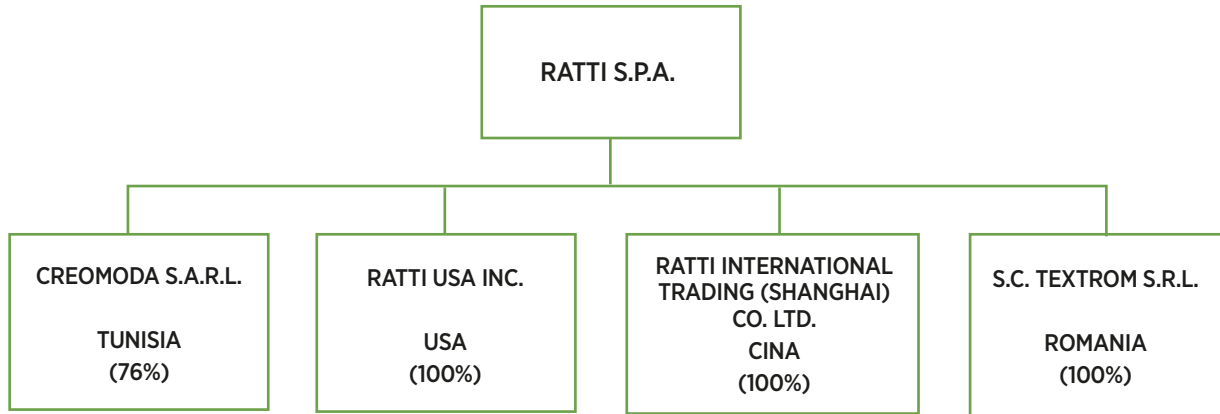 RATTI S.P.A.
CREOMODA S.A.R.L.
TUNISIA
(76%)
RATTI USA INC.
USA
(100%)
RATTI INTERNATIONAL
TRADING (SHANGHAI)
CO. LTD.
CINA
(100%)
S.C. TEXTROM S.R.L.
ROMANIA
(100%)